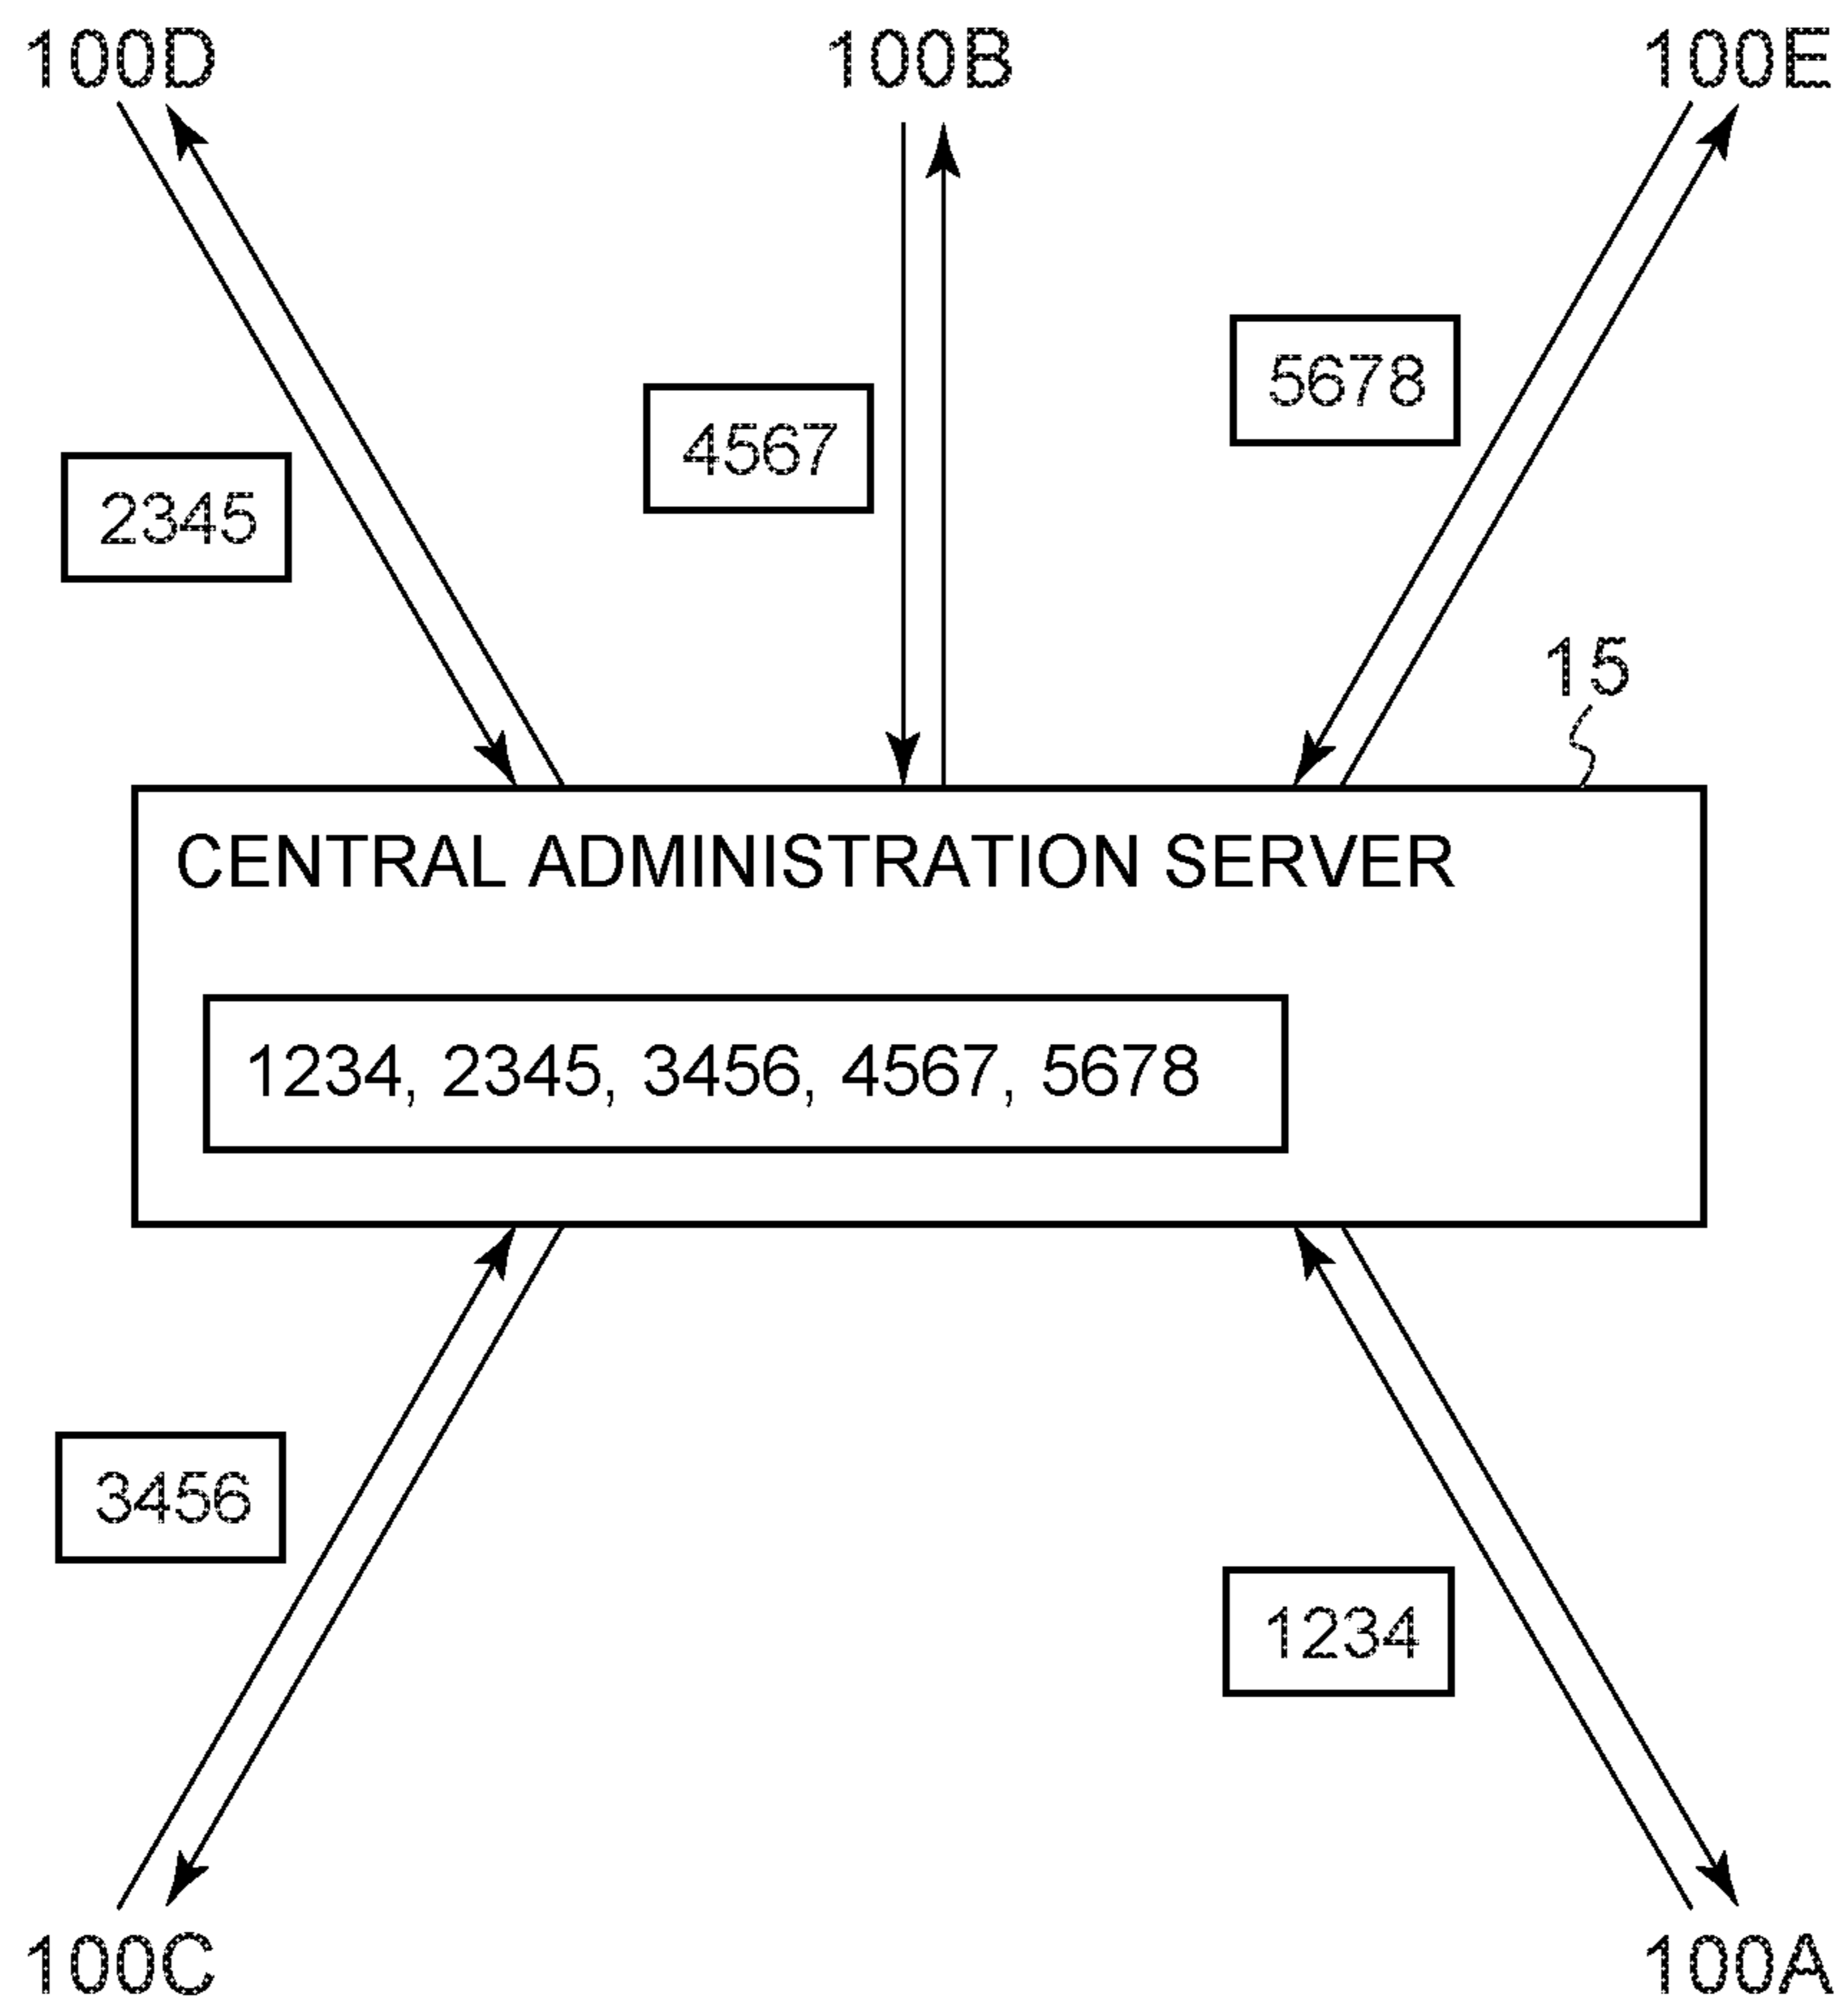 100D
100B
100E
5678
4567
2345
15
CENTRAL ADMINISTRATION SERVER
1234, 2345, 3456, 4567, 5678
3456
1234
100C
100A